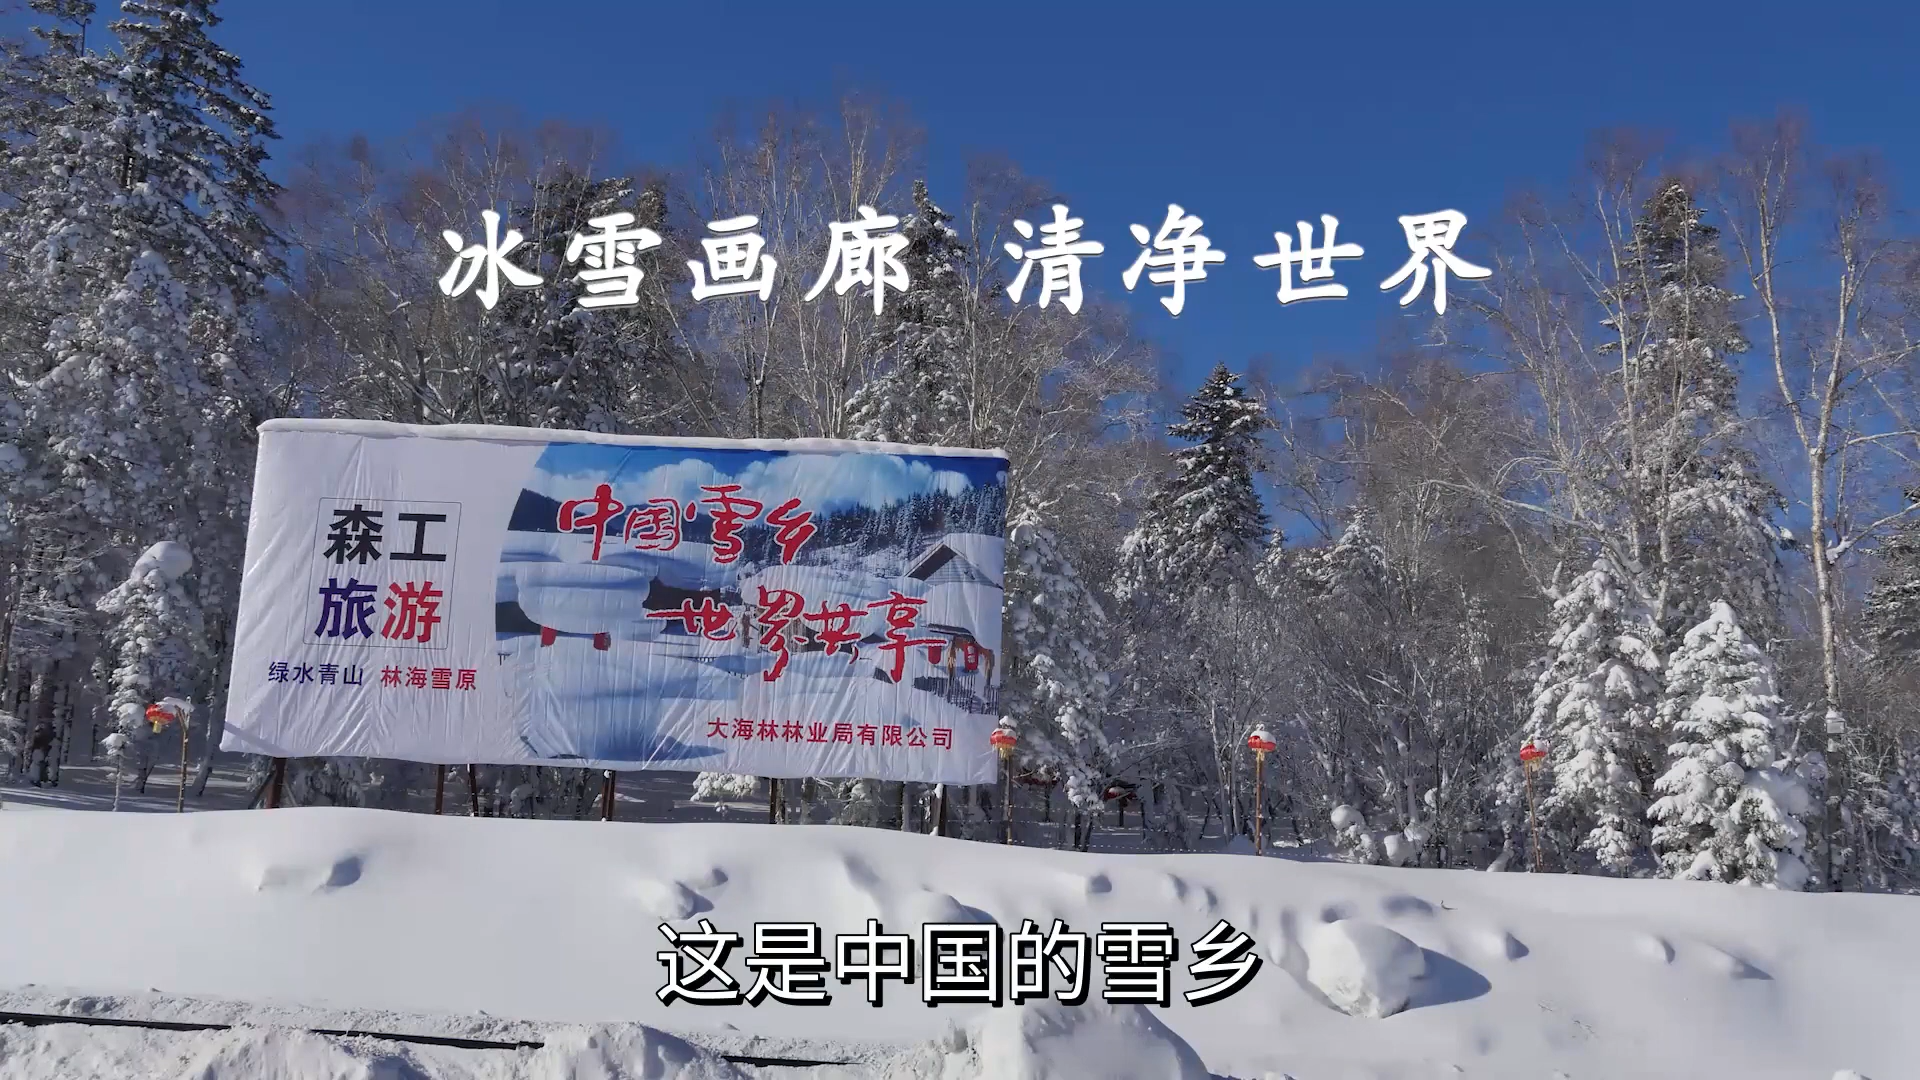 冰雪画廊 清净世界
森工
旅游
绿水青山 林海雪原
中国雪乡
世界共享
大海林林业局有限公司
这是中国的雪乡